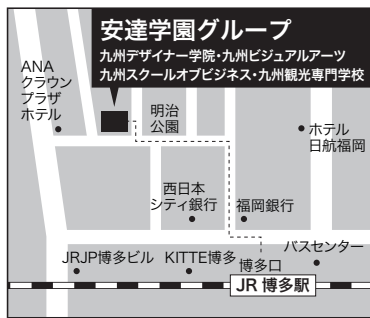 安達学園グループ
九州デザイナー学院・九州ビジュアルアーツ
九州スクールオブビジネス・九州観光専門学校
ANA
クラウン
プラザ
ホテル
明治
公園
ホテル
日航福岡
西日本
シティ銀行
福岡銀行
バスセンター
JRJP博多ビル
KITTE博多
博多口
JR 博多駅